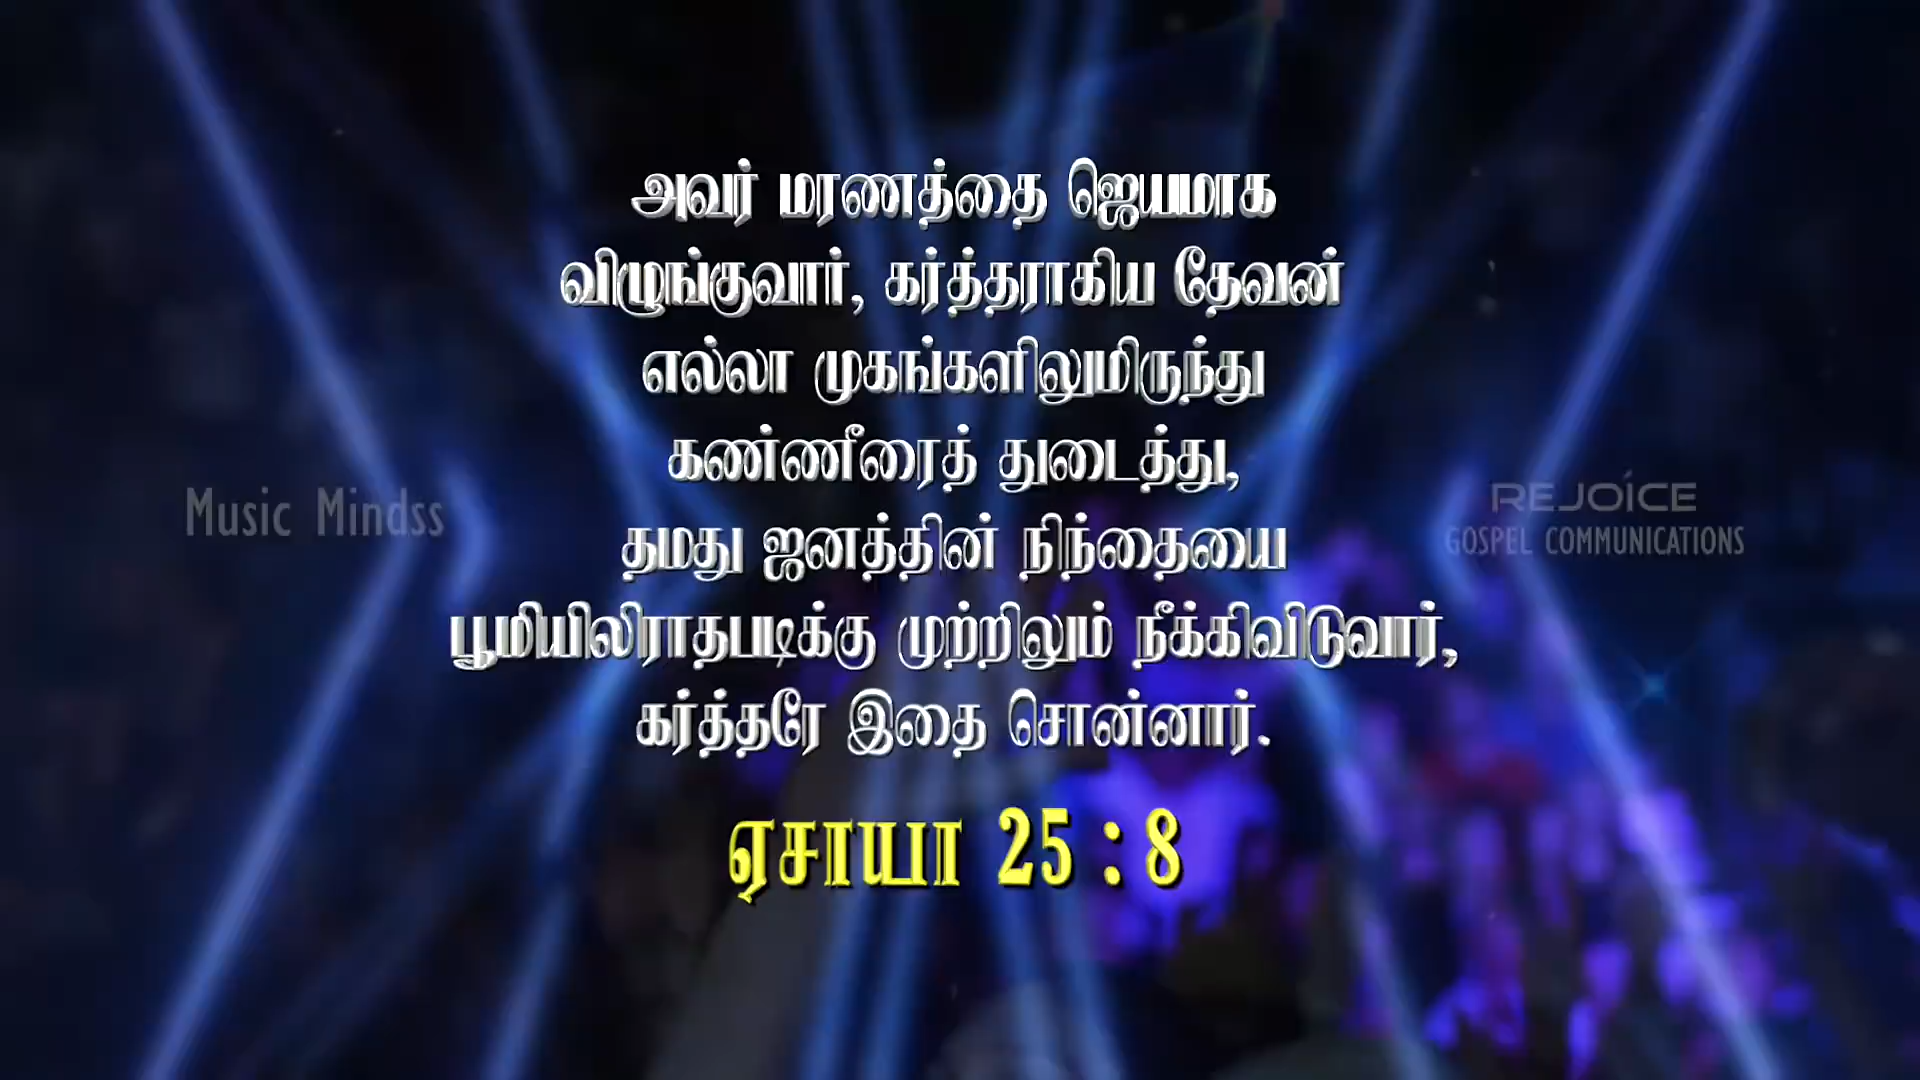 அவர் மரணத்தை ஜெயமாக
விழுங்குவார், கர்த்தராகிய தேவன்
எல்லா முகங்களிலுமிருந்து
கண்ணீரைத் துடைத்து,
தமது ஜனத்தின் நிந்தையை
பூமியிலிராதபடிக்கு முற்றிலும் நீக்கிவிடுவார்,
கர்த்தரே இதை சொன்னார்.
ஏசாயா 25 : 8
Music Mindss
REJOICE
GOSPEL COMMUNICATIONS